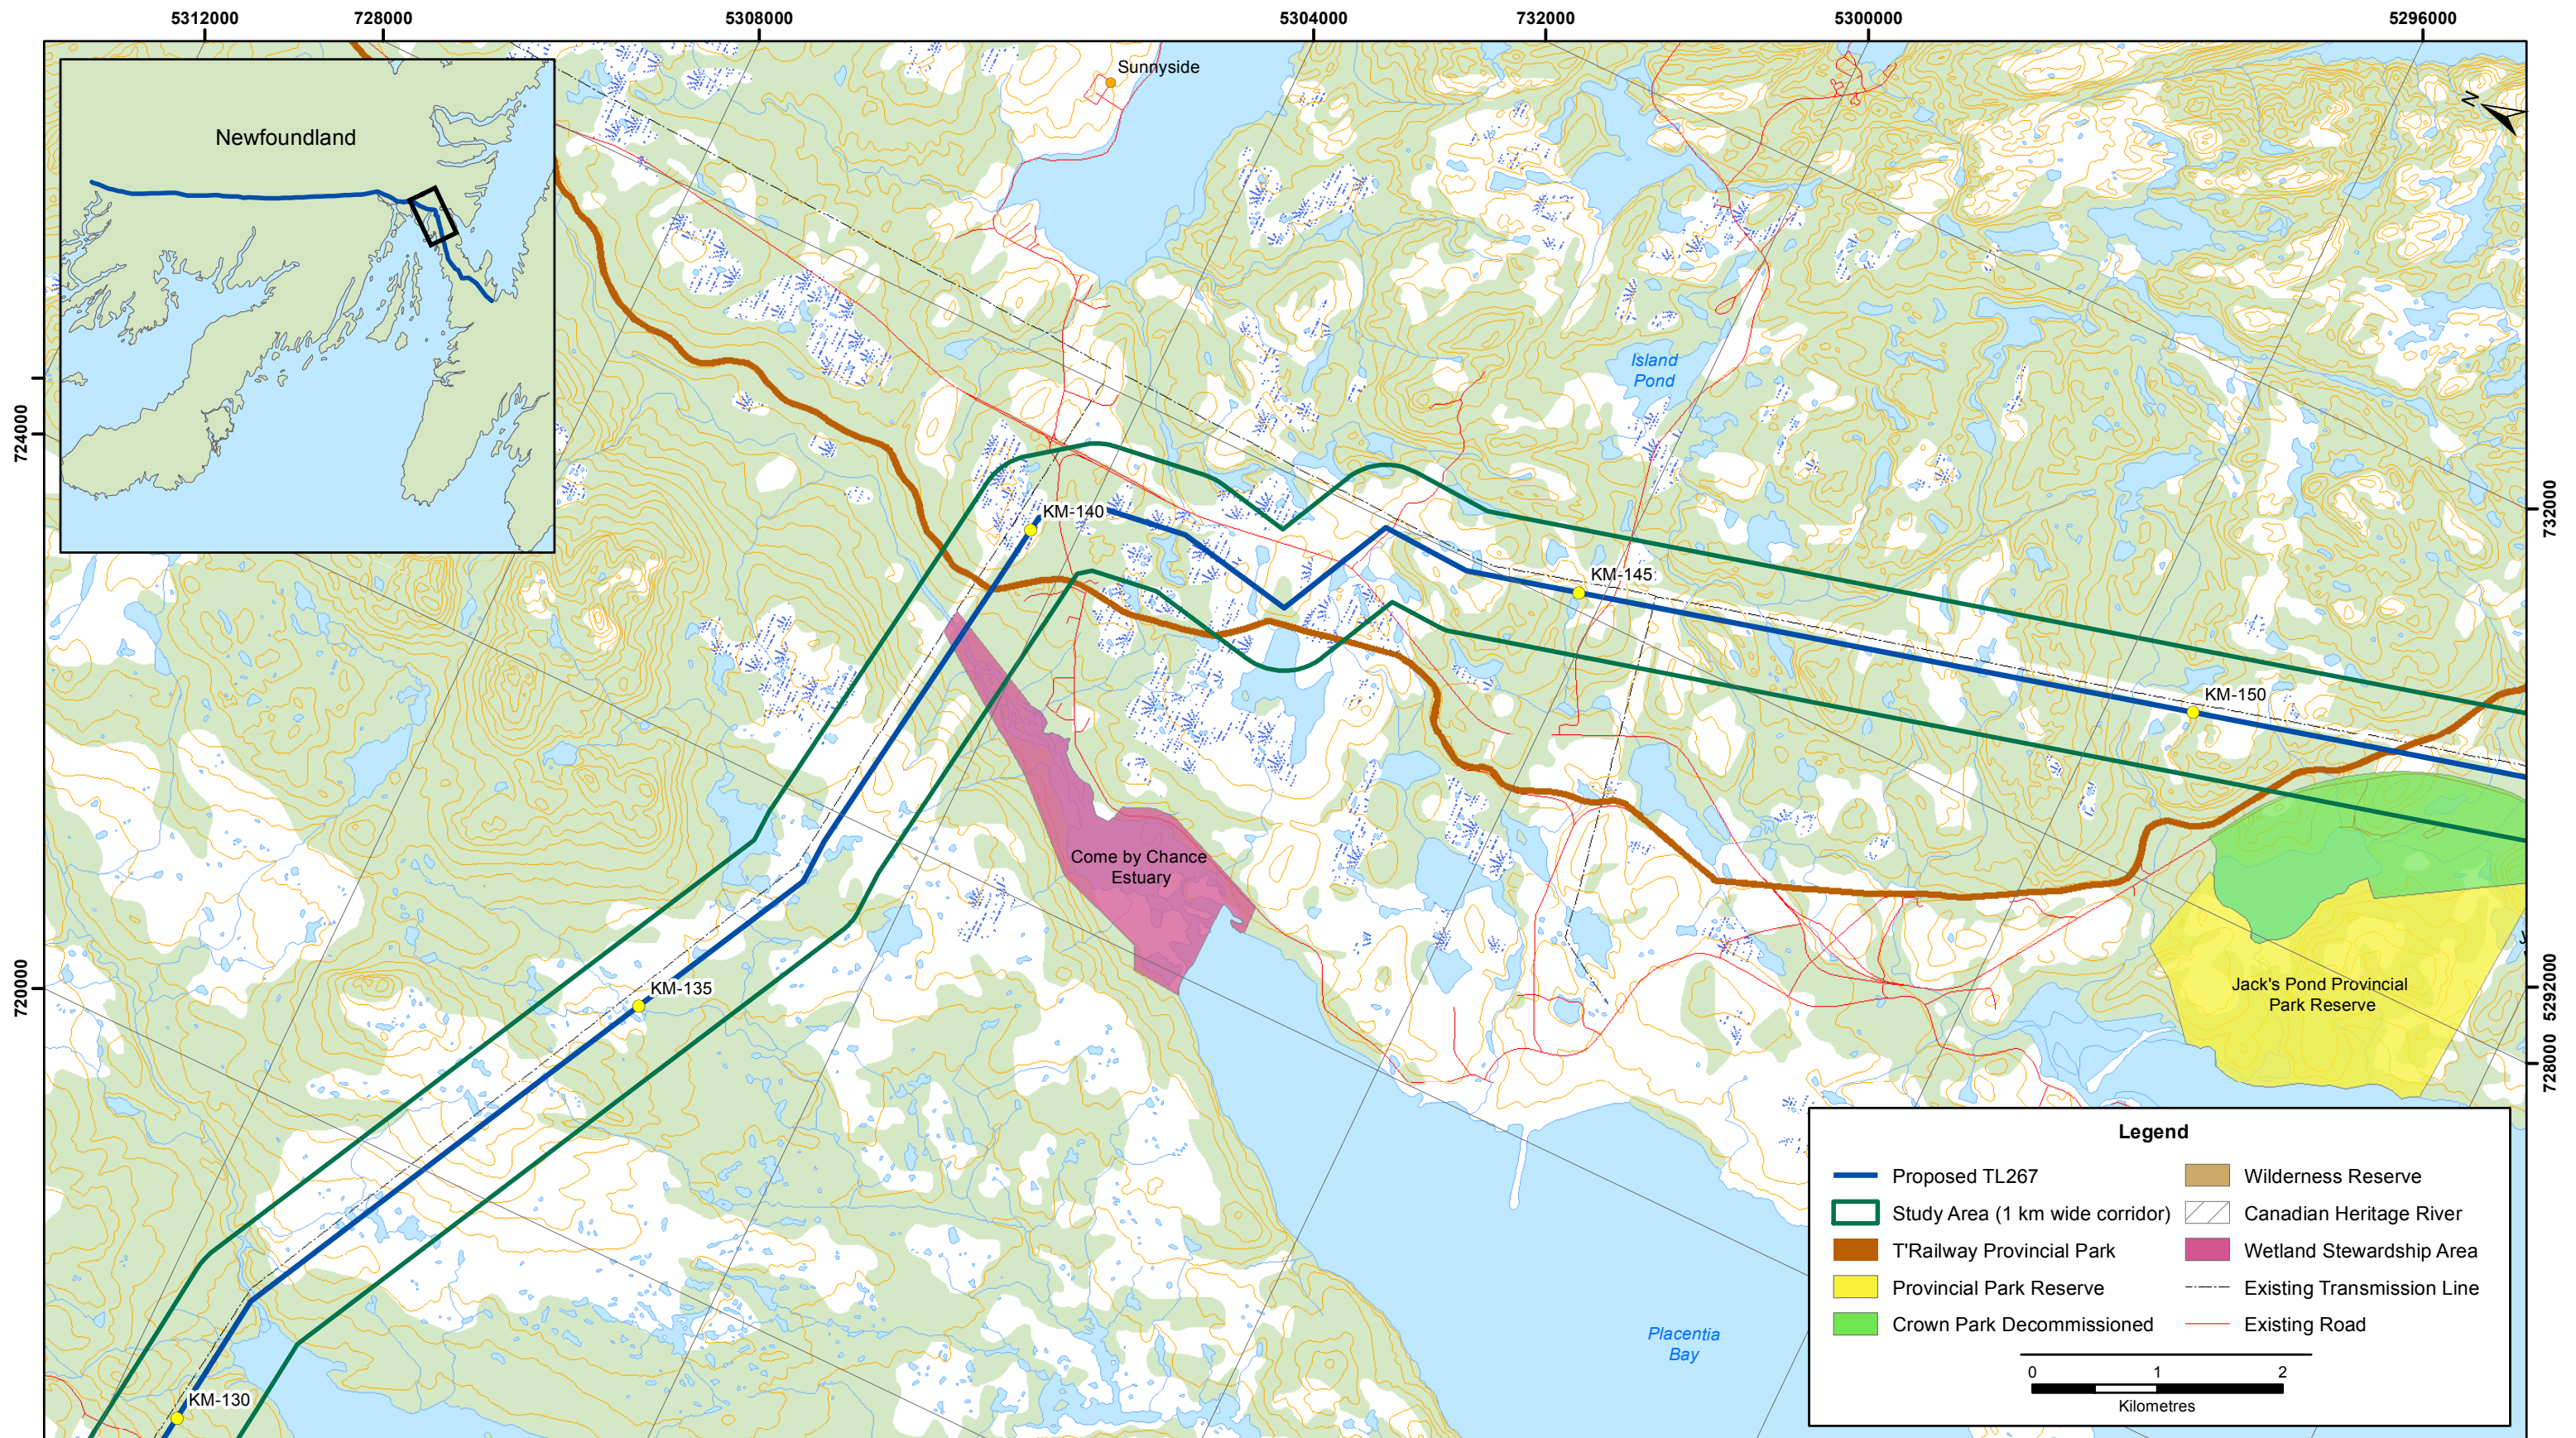 5312000
728000
5308000
5304000
732000
5300000
5296000
Sunnyside
N
Newfoundland
Island
Pond
724000
732000
KM-140
KM-145
KM-150
Come by Chance
Estuary
KM-135
720000
Jack's Pond Provincial
Park Reserve
5292000
728000
Placentia
Bay
KM-130
Legend
Proposed TL267
Study Area (1 km wide corridor)
T'Railway Provincial Park
Provincial Park Reserve
Crown Park Decommissioned
Wilderness Reserve
Canadian Heritage River
Wetland Stewardship Area
Existing Transmission Line
Existing Road
0 1 2
Kilometres